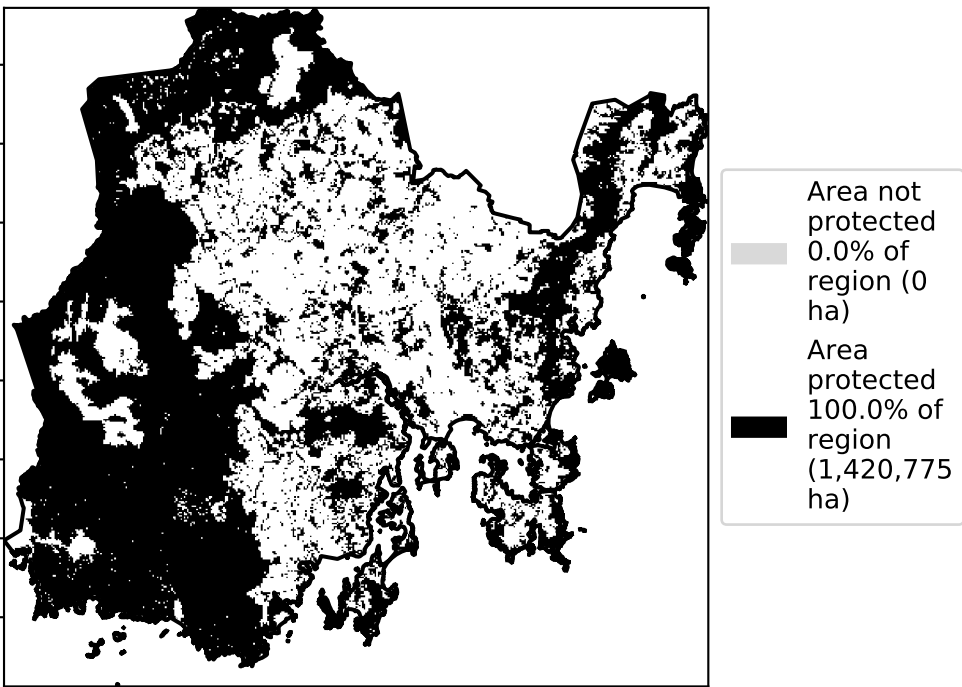 Area not
protected
0.0% of
region (0
ha)
Area
protected
100.0% of
region
(1,420,775
ha)